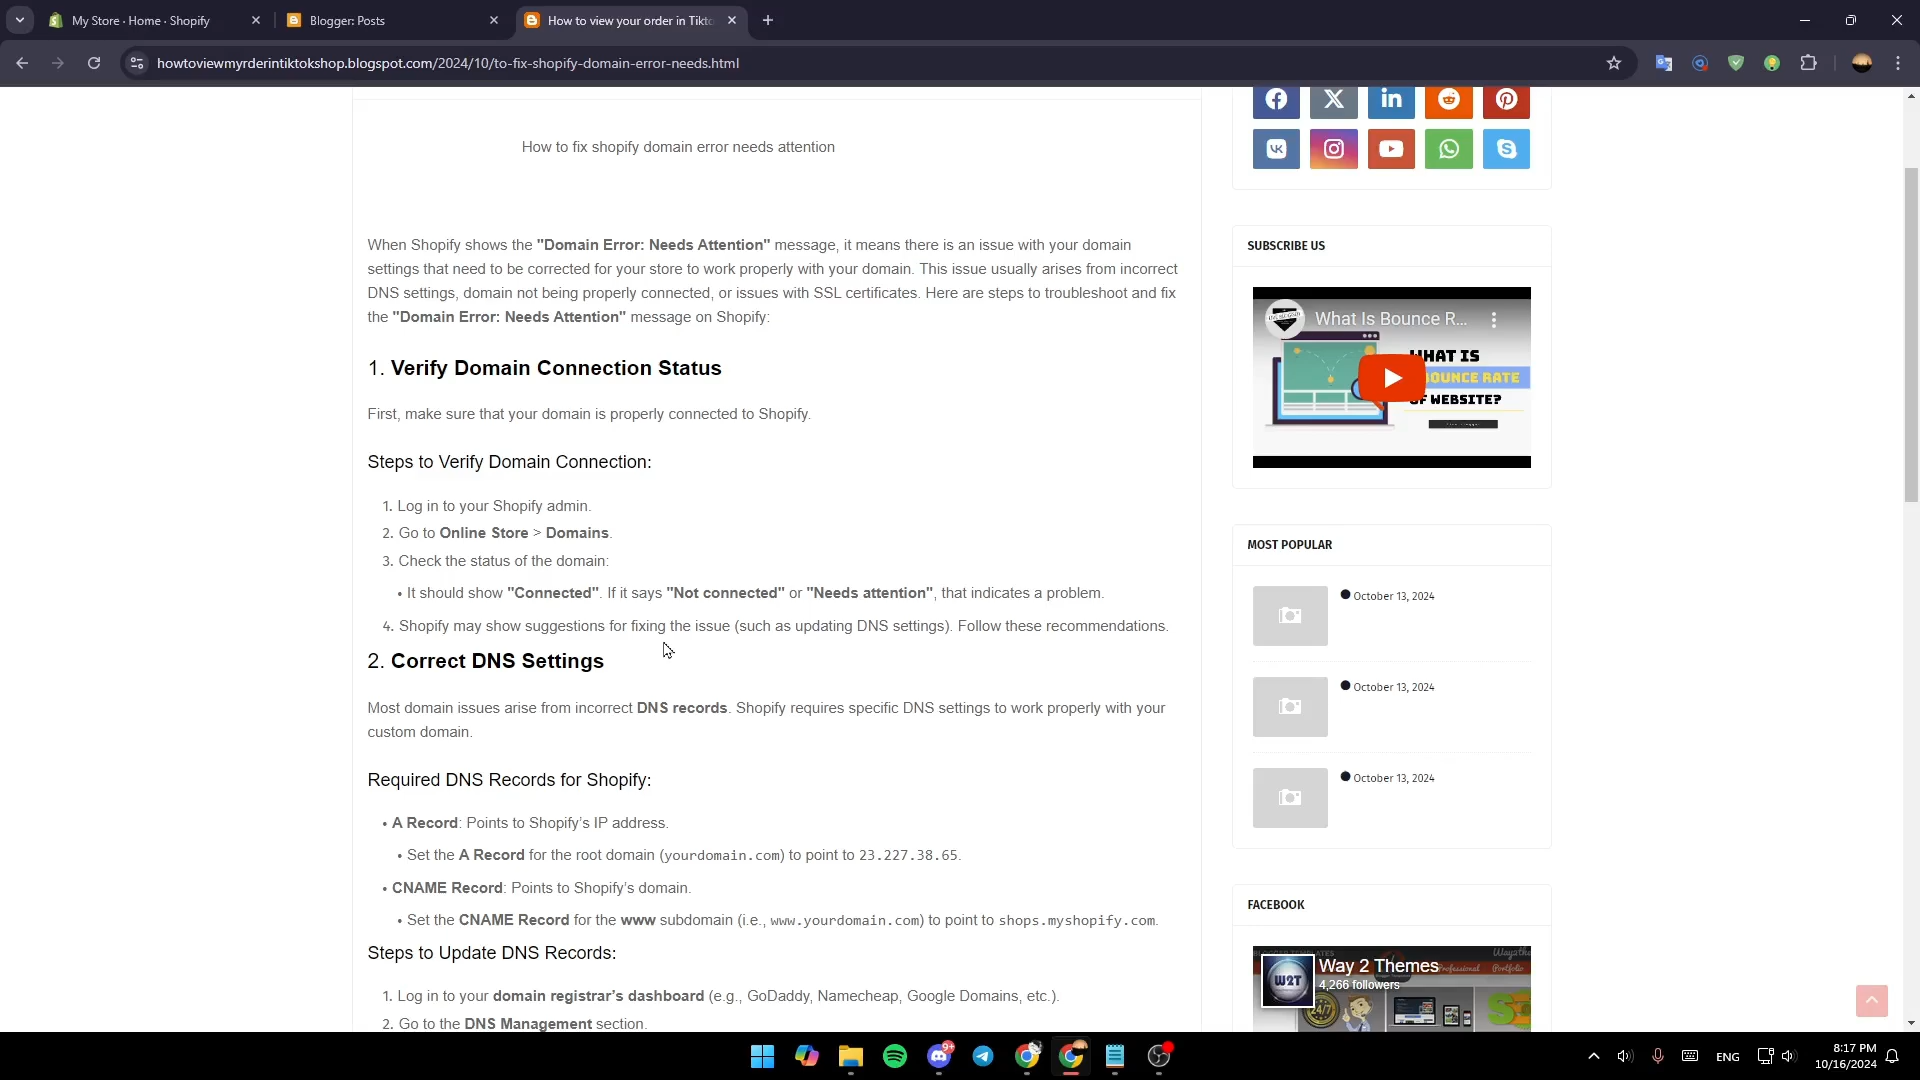 My Store · Home · Shopify
Blogger: Posts
How to view your order in Tikto
howtoviewmyrderintiktokshop.blogspot.com/2024/10/to-fix-shopify-domain-error-needs.html
How to fix shopify domain error needs attention
When Shopify shows the "Domain Error: Needs Attention" message, it means there is an issue with your domain
settings that need to be corrected for your store to work properly with your domain. This issue usually arises from incorrect
DNS settings, domain not being properly connected, or issues with SSL certificates. Here are steps to troubleshoot and fix
the "Domain Error: Needs Attention" message on Shopify:
1. Verify Domain Connection Status
First, make sure that your domain is properly connected to Shopify.
Steps to Verify Domain Connection:
1. Log in to your Shopify admin.
2. Go to Online Store > Domains.
3. Check the status of the domain:
• It should show "Connected". If it says "Not connected" or "Needs attention", that indicates a problem.
4. Shopify may show suggestions for fixing the issue (such as updating DNS settings). Follow these recommendations.
2. Correct DNS Settings
Most domain issues arise from incorrect DNS records. Shopify requires specific DNS settings to work properly with your
custom domain.
Required DNS Records for Shopify:
• A Record: Points to Shopify's IP address.
• Set the A Record for the root domain (yourdomain.com) to point to 23.227.38.65.
• CNAME Record: Points to Shopify's domain.
• Set the CNAME Record for the www subdomain (i.e., www.yourdomain.com) to point to shops.myshopify.com.
Steps to Update DNS Records:
1. Log in to your domain registrar's dashboard (e.g., GoDaddy, Namecheap, Google Domains, etc.).
2. Go to the DNS Management section.
SUBSCRIBE US
What Is Bounce R...
WHAT IS
BOUNCE RATE
OF WEBSITE?
MOST POPULAR
October 13, 2024
October 13, 2024
October 13, 2024
FACEBOOK
Way 2 Themes
4,266 followers
W2T
24/7
Professional
Portfolio
9+
ENG
8:17 PM
10/16/2024